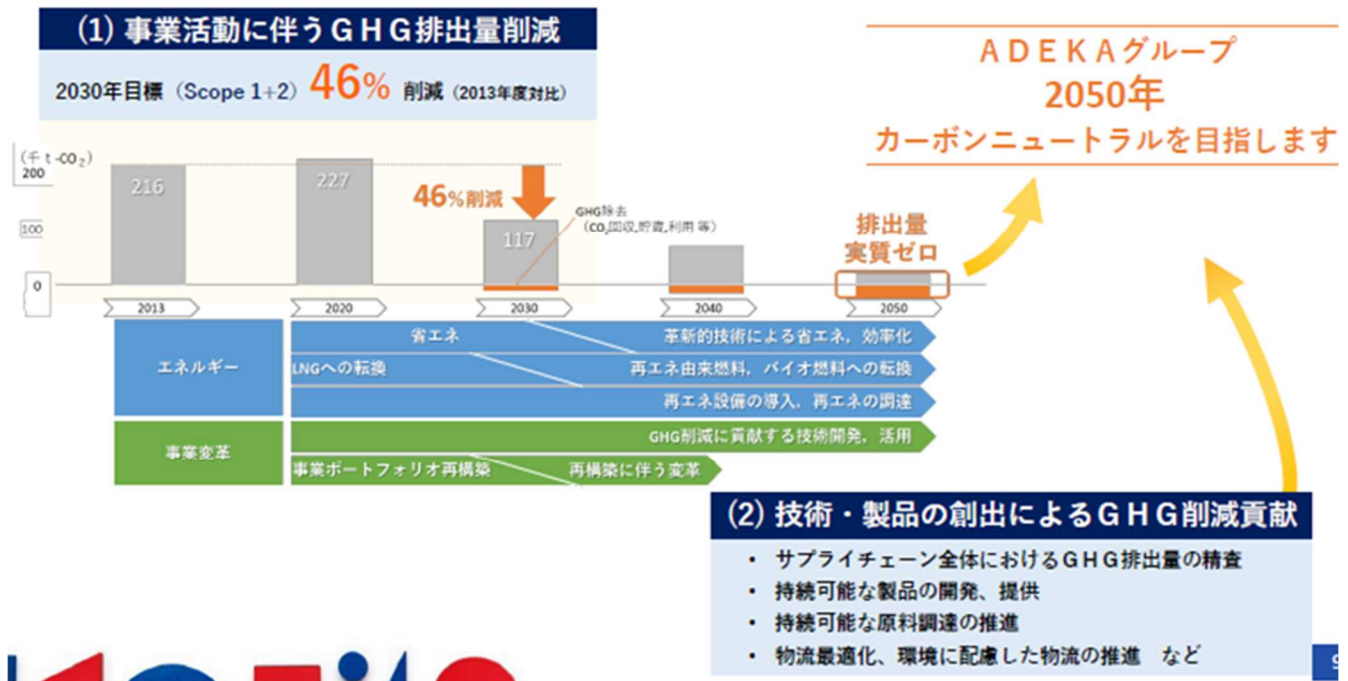 (1) 事業活動に伴うＧＨＧ排出量削減
2030年目標（Scope 1+2）46% 削減（2013年度対比）
ＡＤＥＫＡグループ
2050年
カーボンニュートラルを目指します
（千ｔ-CO₂）
200
100
0
216
227
46%削減
117
GHG除去
（CO₂回収,貯蔵,利用 等）
排出量
実質ゼロ
2013
2020
2030
2040
2050
エネルギー
省エネ
革新的技術による省エネ，効率化
LNGへの転換
再エネ由来燃料，バイオ燃料への転換
再エネ設備の導入，再エネの調達
事業変革
GHG削減に貢献する技術開発，活用
事業ポートフォリオ再構築
再構築に伴う変革
(2) 技術・製品の創出によるＧＨＧ削減貢献
• サプライチェーン全体におけるＧＨＧ排出量の精査
• 持続可能な製品の開発、提供
• 持続可能な原料調達の推進
• 物流最適化、環境に配慮した物流の推進　など